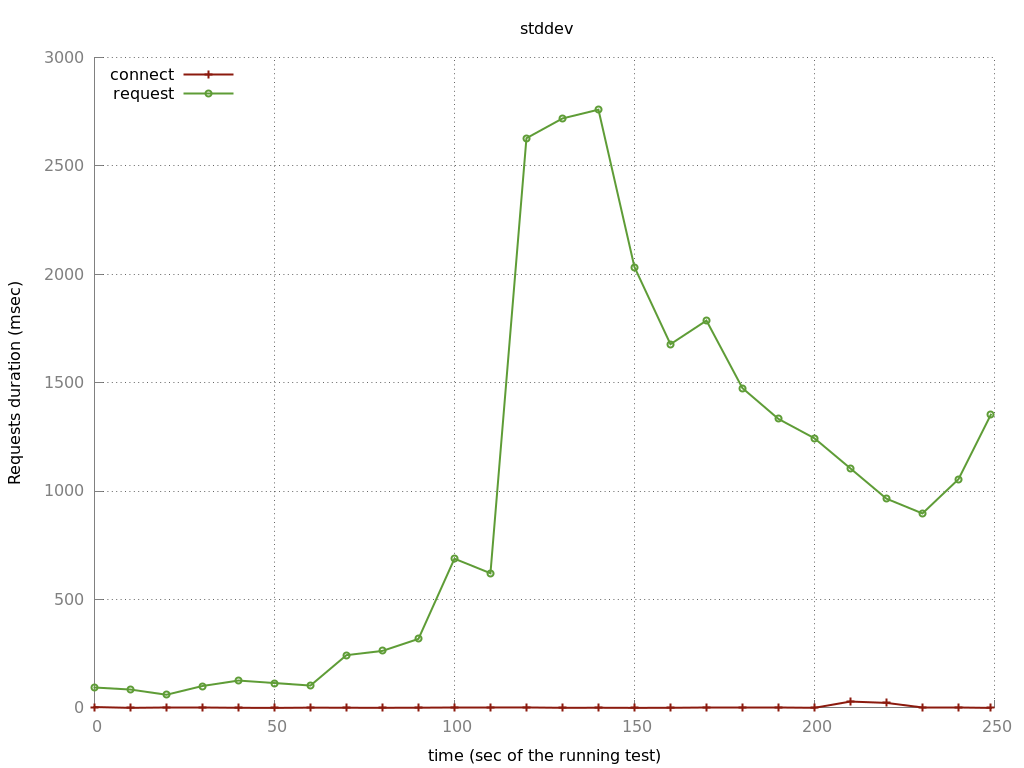 stddev
connect
request
Requests duration (msec)
3000
2500
2000
1500
1000
500
0
0 50 100 150 200 250
time (sec of the running test)